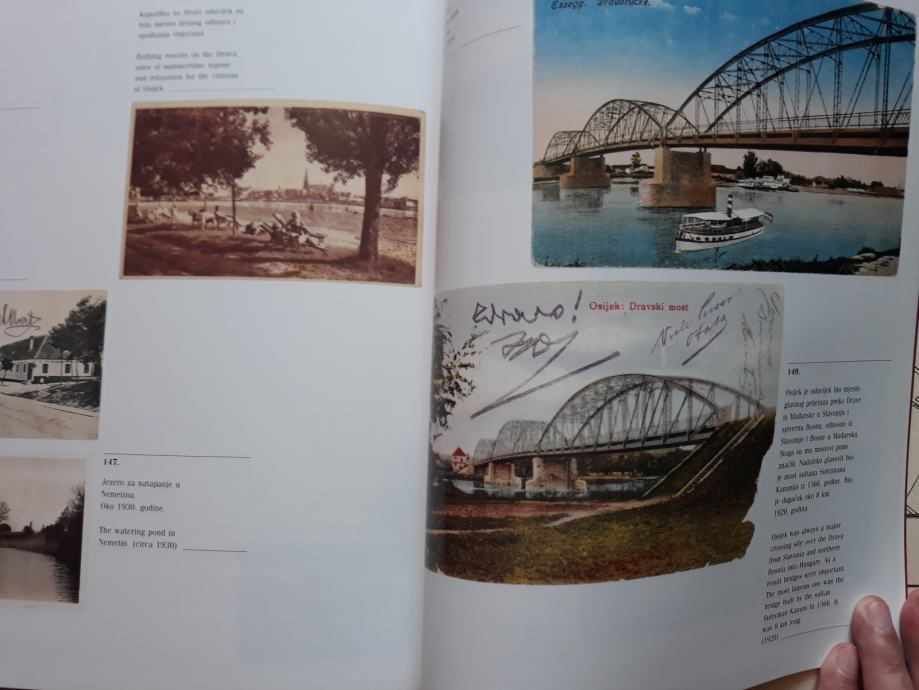 Kupališta na Dravi oduvijek su
bila mjesto ljetnog odmora i
opuštanja Osječana.
Bathing resorts on the Drava,
sites of summertime repose
and relaxation for the citizens
of Osijek.
147.
Jezero za natapanje u
Nemetinu.
Oko 1930. godine.
The watering pond in
Nemetin. (circa 1930)
Essegg. Draubrücke.
Osijek: Dravski most
149.
Osijek je oduvijek bio mjesto
glavnog prijelaza preko Drave
iz Mađarske u Slavoniju i
sjevernu Bosnu, odnosno iz
Slavonije i Bosne u Mađarsku.
Stoga su mu mostovi puno
značili. Nadaleko glasovit bio
je most sultana Sulejmana
Kanunija iz 1566. godine. Bio
je dugačak oko 8 km.
1920. godina
Osijek was always a major
crossing site over the Drava
from Slavonia and northern
Bosnia into Hungary. As a
result bridges were important.
The most famous one was the
bridge built by the sultan
Suleyman Kanuni in 1566. It
was 8 km long.
(1920)